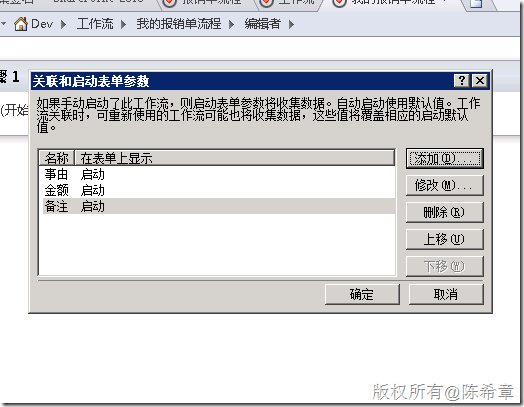 Dev 工作流 我的报销单流程 编辑者
骤 1
(开始
关联和启动表单参数
如果手动启动了此工作流，则启动表单参数将收集数据。自动启动使用默认值。工作
流关联时，可重新使用的工作流可能也将收集数据，这些值将覆盖相应的启动默认
值。
名称 在表单上显示
事由 启动
金额 启动
备注 启动
添加(D)...
修改(M)...
删除(R)
上移(U)
下移(W)
确定 取消
版权所有@陈希章